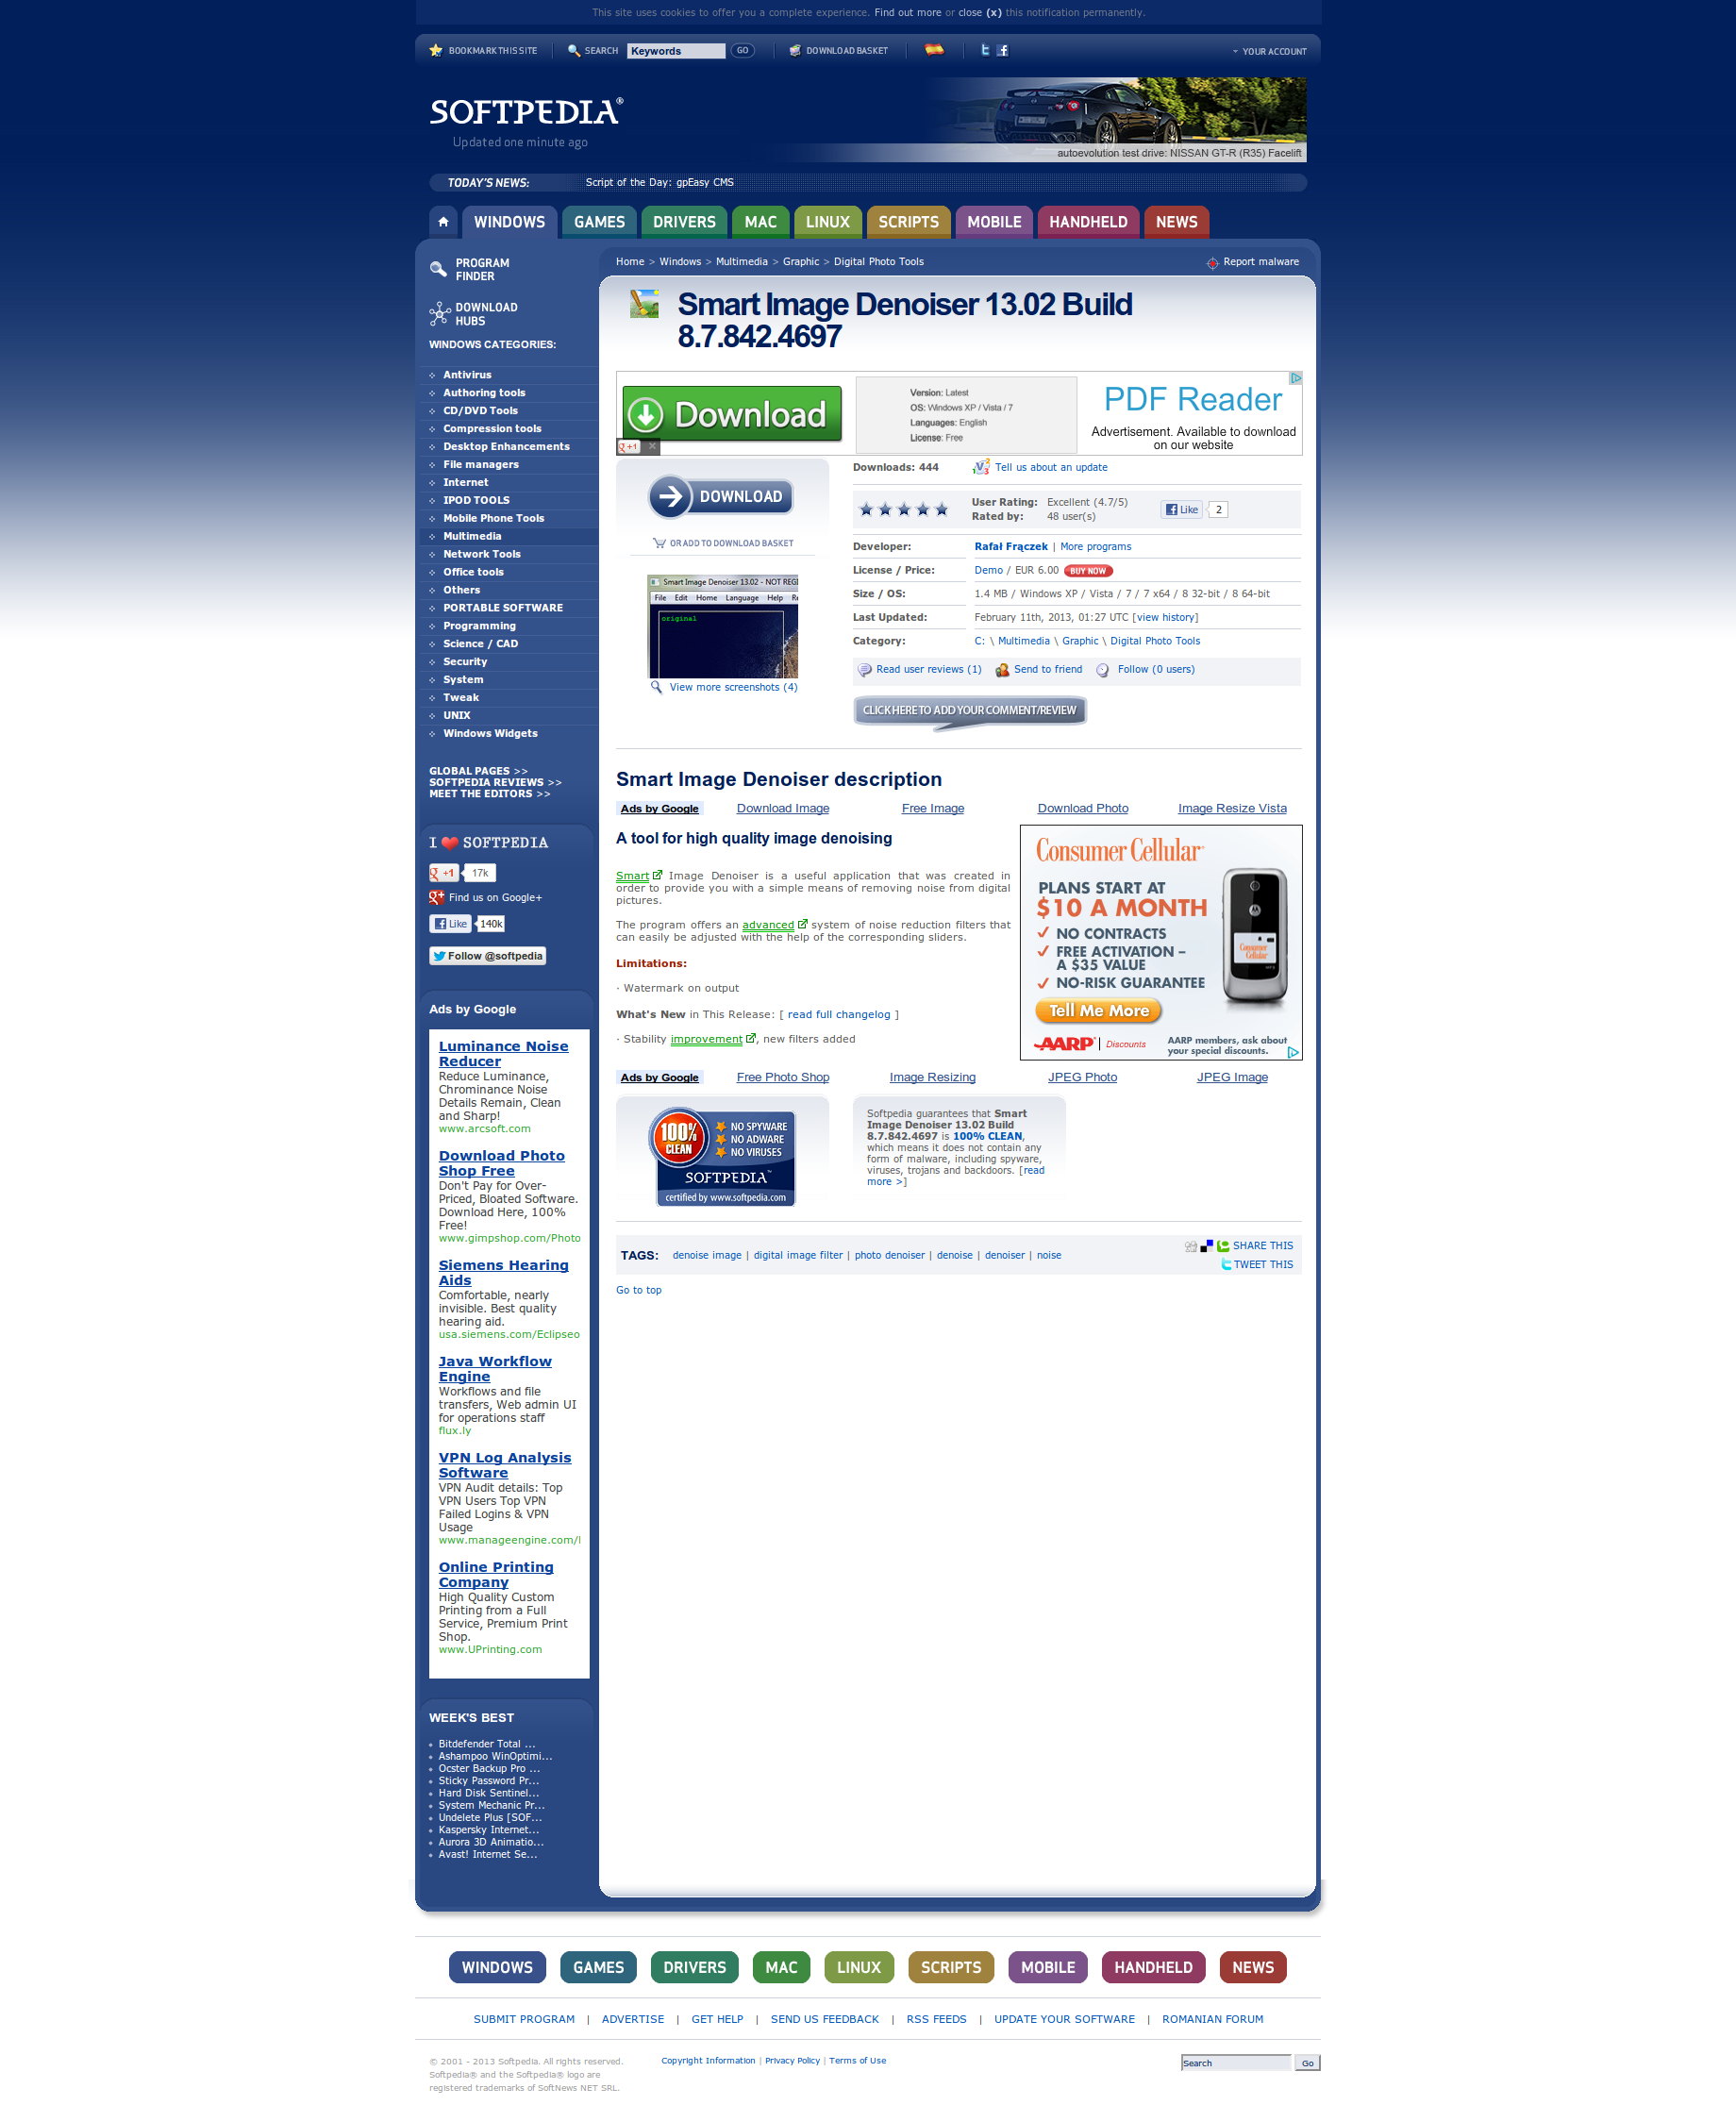 This site uses cookies to offer you a complete experience. Find out more or close (x) this notification permanently.
BOOKMARK THIS SITE
SEARCH
Keywords
GO
DOWNLOAD BASKET
YOUR ACCOUNT
SOFTPEDIA®
Updated one minute ago
autoevolution test drive: NISSAN GT-R (R35) Facelift
TODAY'S NEWS:
Script of the Day: gpEasy CMS
WINDOWS GAMES DRIVERS MAC LINUX SCRIPTS MOBILE HANDHELD NEWS
PROGRAM
FINDER
DOWNLOAD
HUBS
WINDOWS CATEGORIES:
Antivirus
Authoring tools
CD/DVD Tools
Compression tools
Desktop Enhancements
File managers
Internet
IPOD TOOLS
Mobile Phone Tools
Multimedia
Network Tools
Office tools
Others
PORTABLE SOFTWARE
Programming
Science / CAD
Security
System
Tweak
UNIX
Windows Widgets
GLOBAL PAGES >>
SOFTPEDIA REVIEWS >>
MEET THE EDITORS >>
I SOFTPEDIA
+1 17k
Find us on Google+
Like 140k
Follow @softpedia
Ads by Google
Luminance Noise
Reducer
Reduce Luminance,
Chrominance Noise
Details Remain, Clean
and Sharp!
www.arcsoft.com
Download Photo
Shop Free
Don't Pay for Over-
Priced, Bloated Software.
Download Here, 100%
Free!
www.gimpshop.com/Photo
Siemens Hearing
Aids
Comfortable, nearly
invisible. Best quality
hearing aid.
usa.siemens.com/Eclipseo
Java Workflow
Engine
Workflows and file
transfers, Web admin UI
for operations staff
flux.ly
VPN Log Analysis
Software
VPN Audit details: Top
VPN Users Top VPN
Failed Logins & VPN
Usage
www.manageengine.com/l
Online Printing
Company
High Quality Custom
Printing from a Full
Service, Premium Print
Shop.
www.UPrinting.com
WEEK'S BEST
Bitdefender Total ...
Ashampoo WinOptimi...
Ocster Backup Pro ...
Sticky Password Pr...
Hard Disk Sentinel...
System Mechanic Pr...
Undelete Plus [SOF...
Kaspersky Internet...
Aurora 3D Animatio...
Avast! Internet Se...
Home > Windows > Multimedia > Graphic > Digital Photo Tools
Report malware
Smart Image Denoiser 13.02 Build
8.7.842.4697
Download
Version: Latest
OS: Windows XP / Vista / 7
Languages: English
License: Free
PDF Reader
Advertisement. Available to download
on our website
+1
DOWNLOAD
OR ADD TO DOWNLOAD BASKET
Smart Image Denoiser 13.02 - NOT REGI
File Edit Home Language Help Re
original
View more screenshots (4)
Downloads: 444
Tell us about an update
User Rating: Excellent (4.7/5)
Rated by: 48 user(s)
Like 2
Developer: Rafał Frączek | More programs
License / Price: Demo / EUR 6.00 BUY NOW
Size / OS: 1.4 MB / Windows XP / Vista / 7 / 7 x64 / 8 32-bit / 8 64-bit
Last Updated: February 11th, 2013, 01:27 UTC [view history]
Category: C: \ Multimedia \ Graphic \ Digital Photo Tools
Read user reviews (1) Send to friend Follow (0 users)
CLICK HERE TO ADD YOUR COMMENT/REVIEW
Smart Image Denoiser description
Ads by Google Download Image Free Image Download Photo Image Resize Vista
A tool for high quality image denoising
Smart Image Denoiser is a useful application that was created in
order to provide you with a simple means of removing noise from digital
pictures.
The program offers an advanced system of noise reduction filters that
can easily be adjusted with the help of the corresponding sliders.
Limitations:
· Watermark on output
What's New in This Release: [ read full changelog ]
· Stability improvement, new filters added
Consumer Cellular
PLANS START AT
$10 A MONTH
NO CONTRACTS
FREE ACTIVATION –
A $35 VALUE
NO-RISK GUARANTEE
Tell Me More
AARP | Discounts
AARP members, ask about
your special discounts.
Consumer
Cellular
Ads by Google Free Photo Shop Image Resizing JPEG Photo JPEG Image
100%
CLEAN
NO SPYWARE
NO ADWARE
NO VIRUSES
SOFTPEDIA™
certified by www.softpedia.com
Softpedia guarantees that Smart
Image Denoiser 13.02 Build
8.7.842.4697 is 100% CLEAN,
which means it does not contain any
form of malware, including spyware,
viruses, trojans and backdoors. [read
more >]
TAGS: denoise image | digital image filter | photo denoiser | denoise | denoiser | noise
SHARE THIS
TWEET THIS
Go to top
WINDOWS GAMES DRIVERS MAC LINUX SCRIPTS MOBILE HANDHELD NEWS
SUBMIT PROGRAM | ADVERTISE | GET HELP | SEND US FEEDBACK | RSS FEEDS | UPDATE YOUR SOFTWARE | ROMANIAN FORUM
© 2001 - 2013 Softpedia. All rights reserved.
Softpedia® and the Softpedia® logo are
registered trademarks of SoftNews NET SRL.
Copyright Information | Privacy Policy | Terms of Use
Search
Go